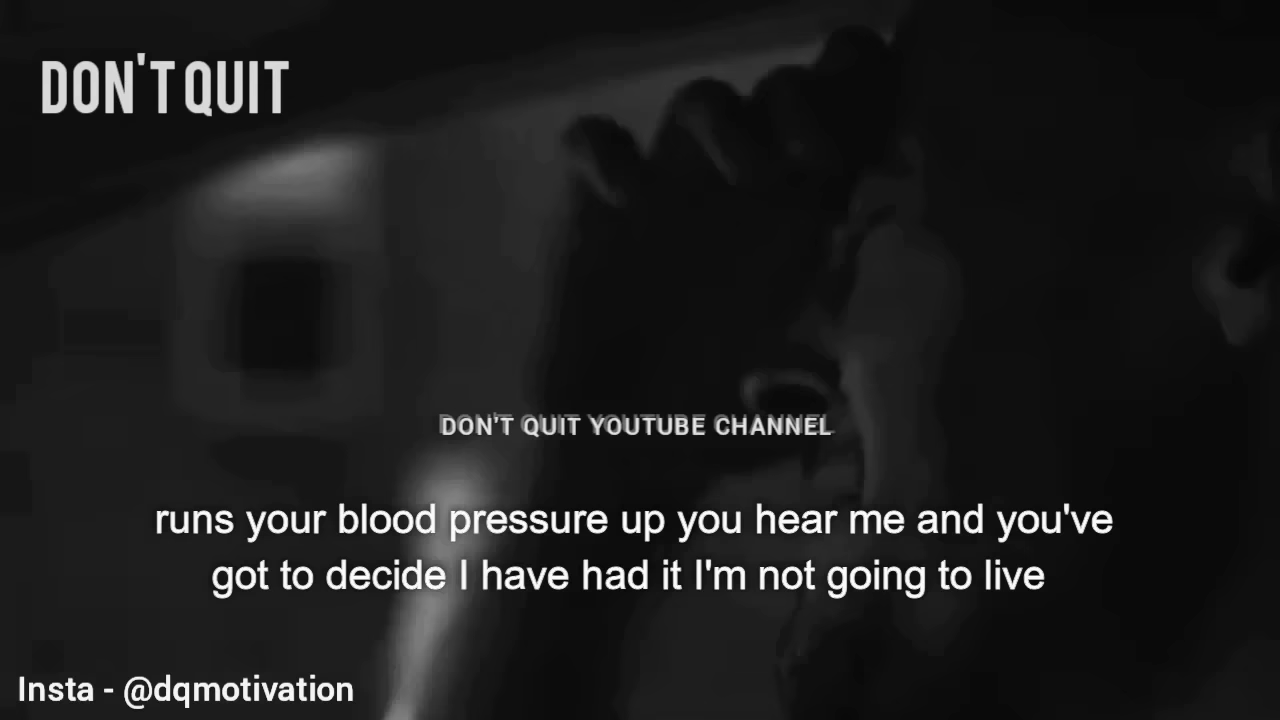 DON'T QUIT
DON'T QUIT YOUTUBE CHANNEL
runs your blood pressure up you hear me and you've
got to decide I have had it I'm not going to live
Insta - @dqmotivation